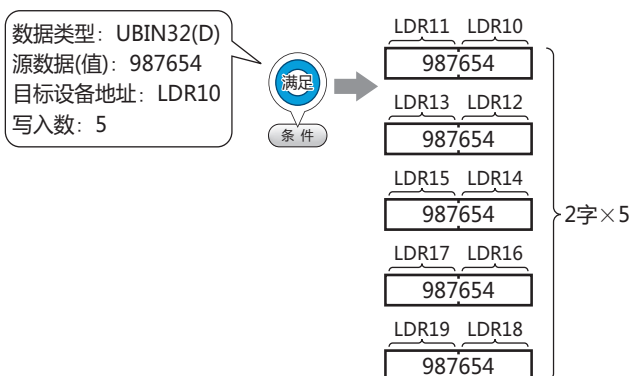 数据类型：UBIN32(D)
源数据(值)：987654
目标设备地址：LDR10
写入数：5
满足
条件
LDR11 LDR10
987654
LDR13 LDR12
987654
LDR15 LDR14
987654
LDR17 LDR16
987654
LDR19 LDR18
987654
2字×5